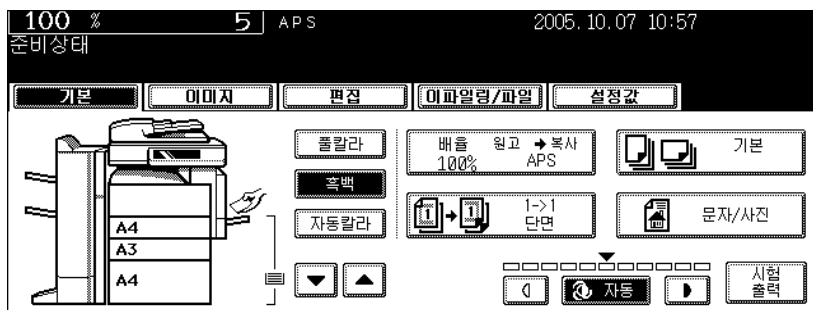 100 % 5 APS 2005. 10. 07 10:57
준비상태
기본 이미지 편집 이파일링/파일 설정값
풀칼라
배율 원고 → 복사
100% APS
기본
흑백
자동칼라
1 → 1
1->1
단면
문자/사진
A4
A3
A4
자동
시험
출력